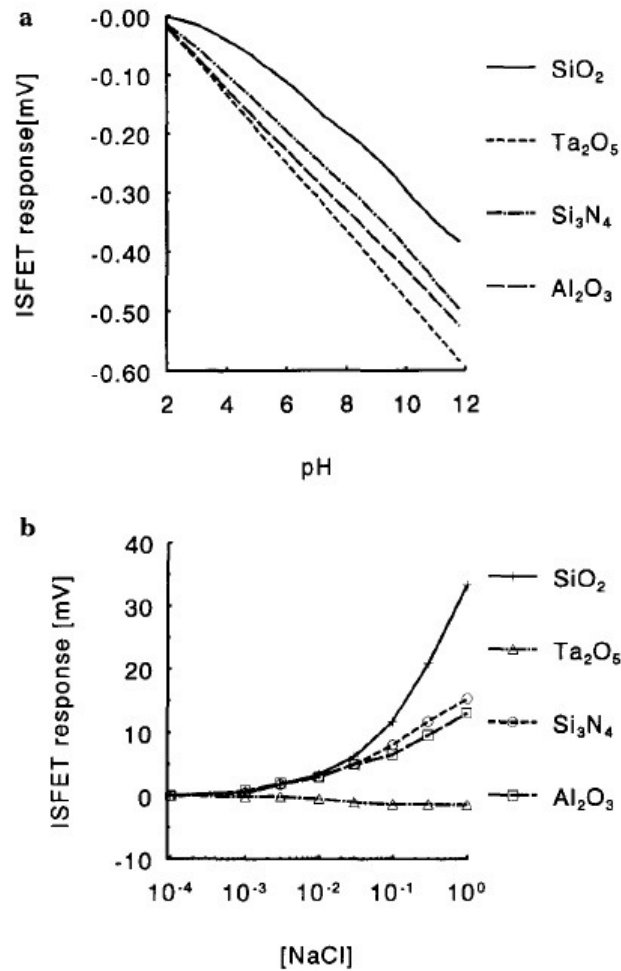 a
ISFET response[mV]
-0.00
-0.10
-0.20
-0.30
-0.40
-0.50
-0.60
2 4 6 8 10 12
pH
SiO₂
Ta₂O₅
Si₃N₄
Al₂O₃
b
ISFET response [mV]
40
30
20
10
0
-10
10⁻⁴ 10⁻³ 10⁻² 10⁻¹ 10⁰
[NaCl]
SiO₂
Ta₂O₅
Si₃N₄
Al₂O₃